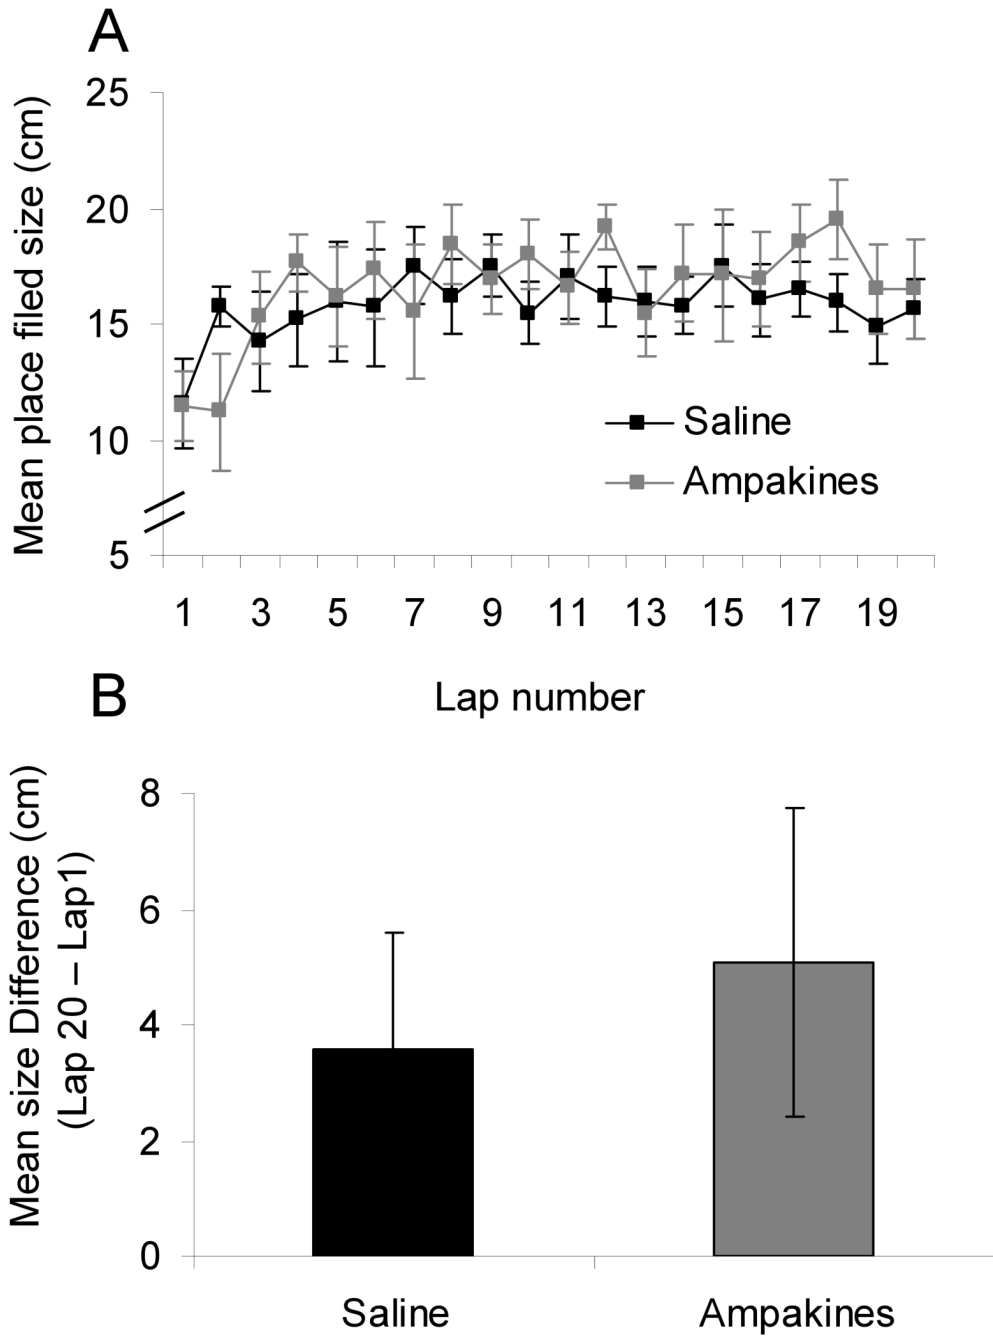 A
Mean place filed size (cm)
25
20
15
10
5
Saline
Ampakines
1 3 5 7 9 11 13 15 17 19
Lap number
B
Mean size Difference (cm)
(Lap 20 – Lap1)
8
6
4
2
0
Saline Ampakines